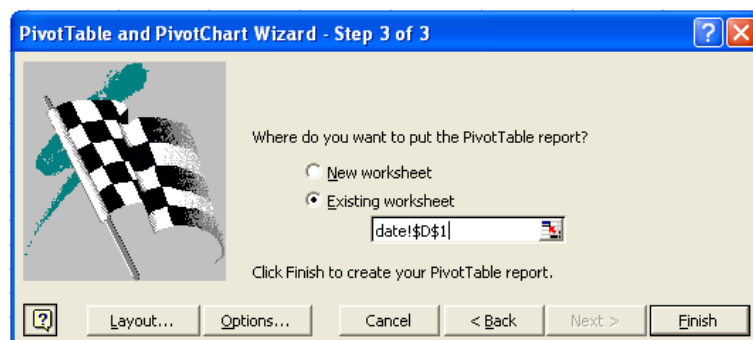 PivotTable and PivotChart Wizard - Step 3 of 3
Where do you want to put the PivotTable report?
New worksheet
Existing worksheet
date!$D$1
Click Finish to create your PivotTable report.
Layout... Options... Cancel < Back Next > Finish